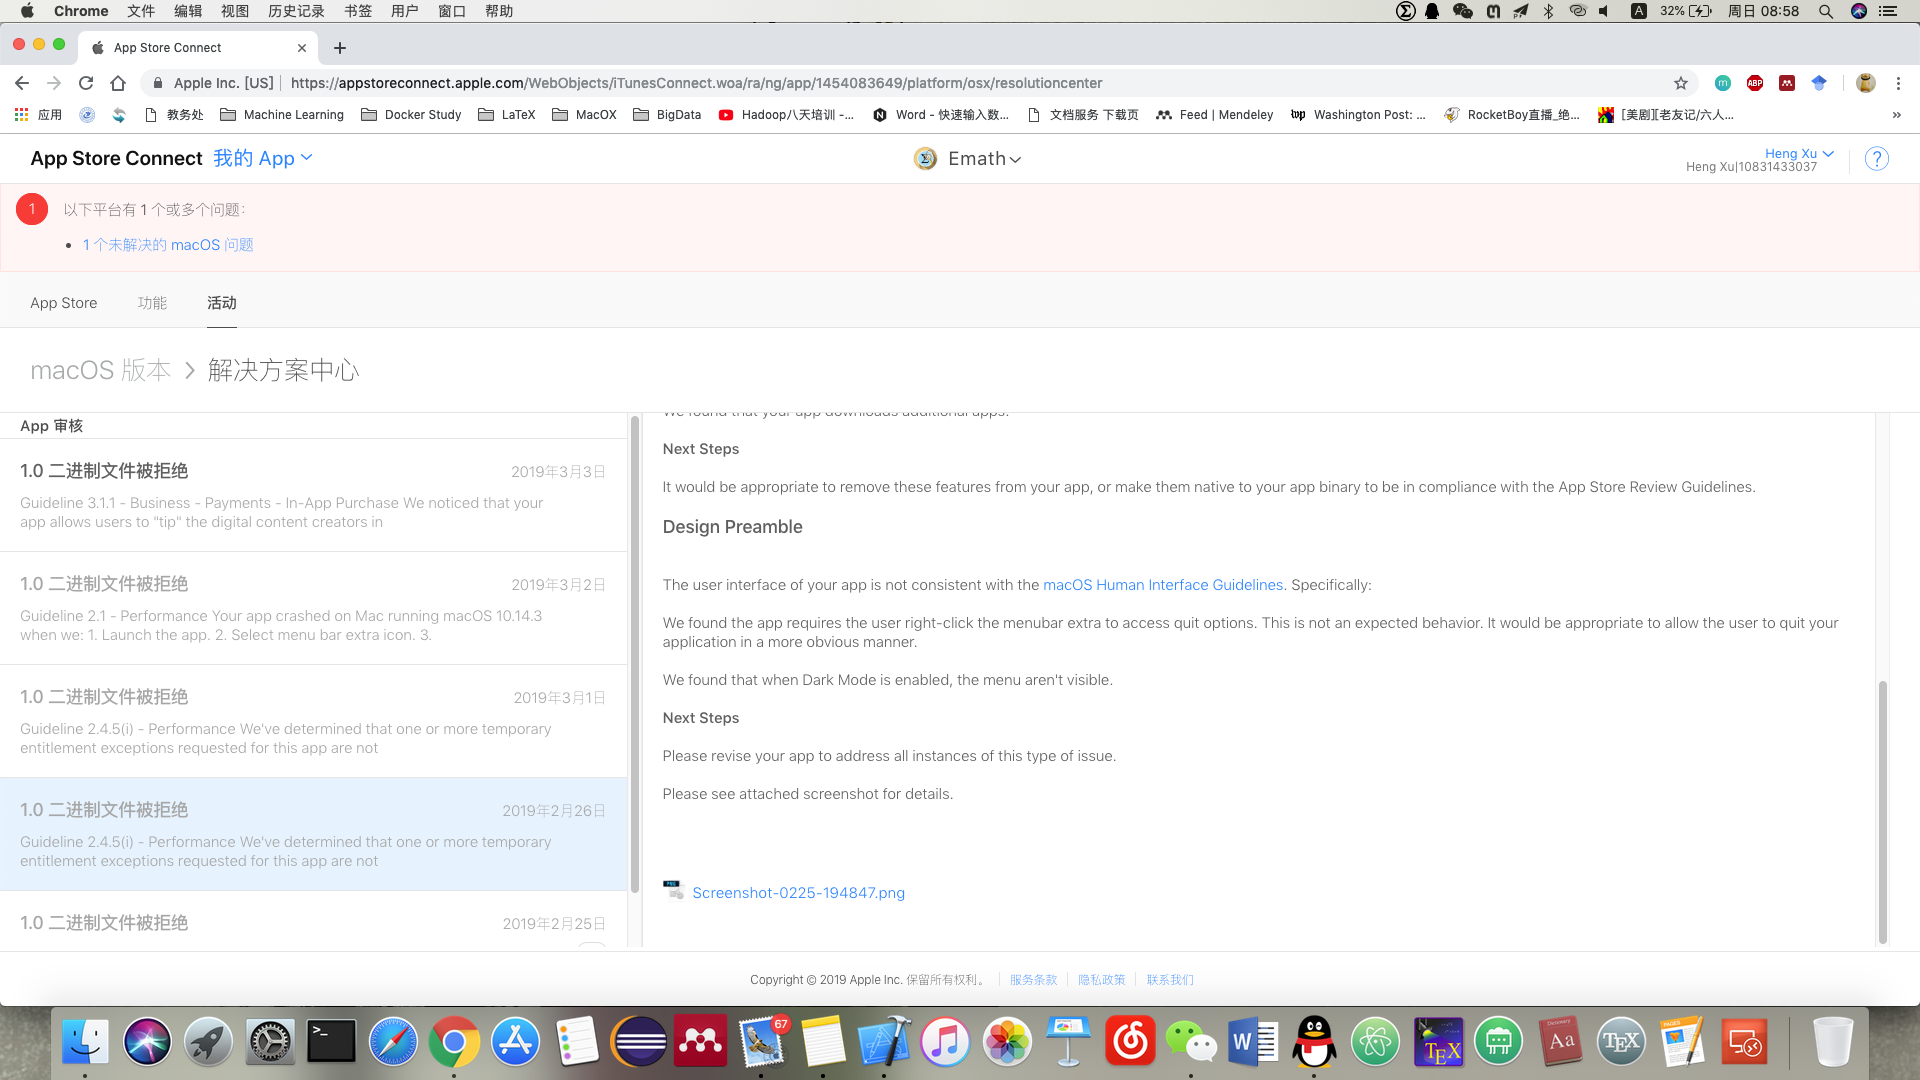 Chrome 文件 编辑 视图 历史记录 书签 用户 窗口 帮助 A 32% 周日 08:58
App Store Connect
Apple Inc. [US] https://appstoreconnect.apple.com/WebObjects/iTunesConnect.woa/ra/ng/app/1454083649/platform/osx/resolutioncenter m ABP
应用 教务处 Machine Learning Docker Study LaTeX MacOX BigData Hadoop八天培训 -... Word - 快速输入数... 文档服务 下载页 Feed | Mendeley wp Washington Post: ... RocketBoy直播_绝... [美剧][老友记/六人... »
App Store Connect 我的 App Emath Heng Xu ?
Heng Xu|10831433037
1 以下平台有 1 个或多个问题:
• 1 个未解决的 macOS 问题
App Store 功能 活动
macOS 版本 > 解决方案中心
App 审核
1.0 二进制文件被拒绝 2019年3月3日
Guideline 3.1.1 - Business - Payments - In-App Purchase We noticed that your
app allows users to "tip" the digital content creators in
1.0 二进制文件被拒绝 2019年3月2日
Guideline 2.1 - Performance Your app crashed on Mac running macOS 10.14.3
when we: 1. Launch the app. 2. Select menu bar extra icon. 3.
1.0 二进制文件被拒绝 2019年3月1日
Guideline 2.4.5(i) - Performance We've determined that one or more temporary
entitlement exceptions requested for this app are not
1.0 二进制文件被拒绝 2019年2月26日
Guideline 2.4.5(i) - Performance We've determined that one or more temporary
entitlement exceptions requested for this app are not
1.0 二进制文件被拒绝 2019年2月25日
We found that your app downloads additional apps.
Next Steps
It would be appropriate to remove these features from your app, or make them native to your app binary to be in compliance with the App Store Review Guidelines.
Design Preamble
The user interface of your app is not consistent with the macOS Human Interface Guidelines. Specifically:
We found the app requires the user right-click the menubar extra to access quit options. This is not an expected behavior. It would be appropriate to allow the user to quit your
application in a more obvious manner.
We found that when Dark Mode is enabled, the menu aren't visible.
Next Steps
Please revise your app to address all instances of this type of issue.
Please see attached screenshot for details.
Screenshot-0225-194847.png
Copyright © 2019 Apple Inc. 保留所有权利。 服务条款 隐私政策 联系我们
>_ 67 W TEX Dictionary Aa TEX PAGES